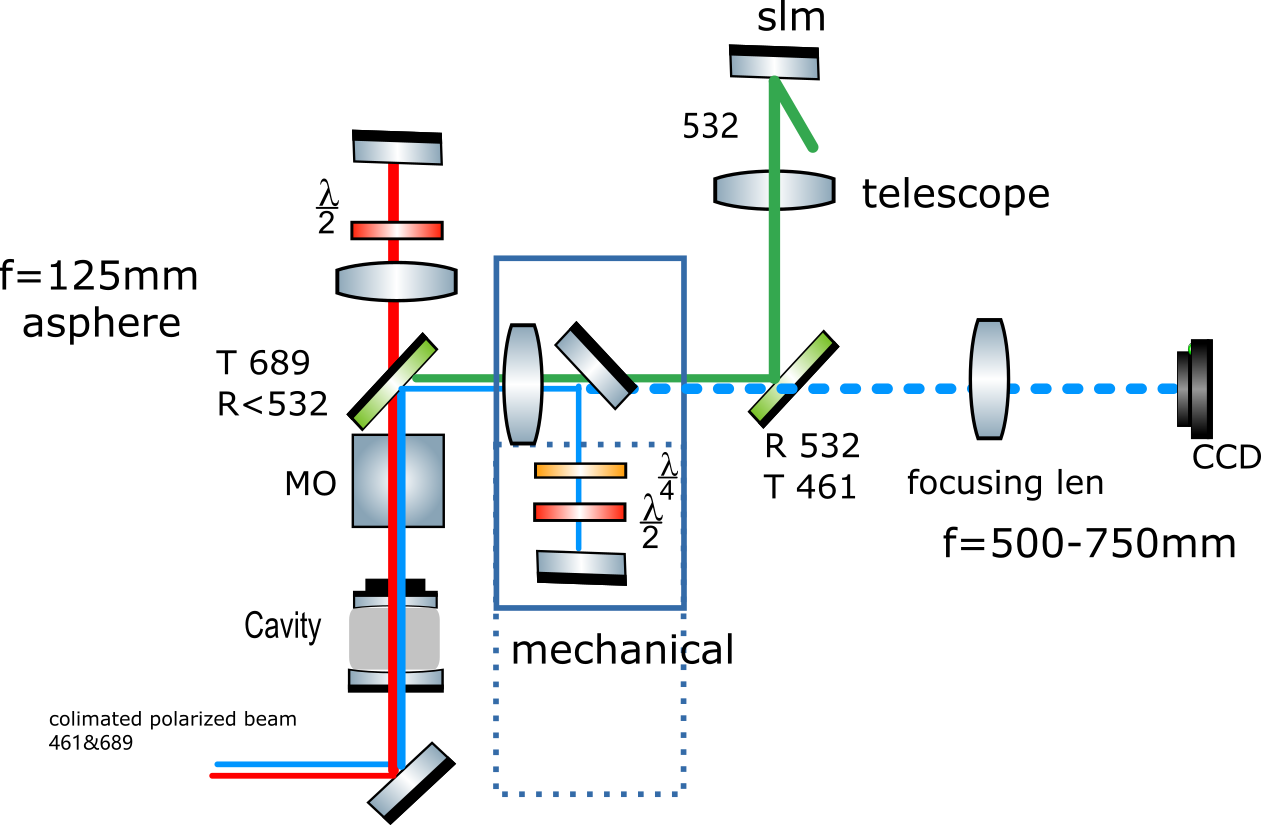 slm
532
λ
2
telescope
f=125mm
asphere
T 689
R<532
R 532
T 461
CCD
MO
λ
4
λ
2
focusing len
f=500-750mm
Cavity
mechanical
colimated polarized beam
461&689